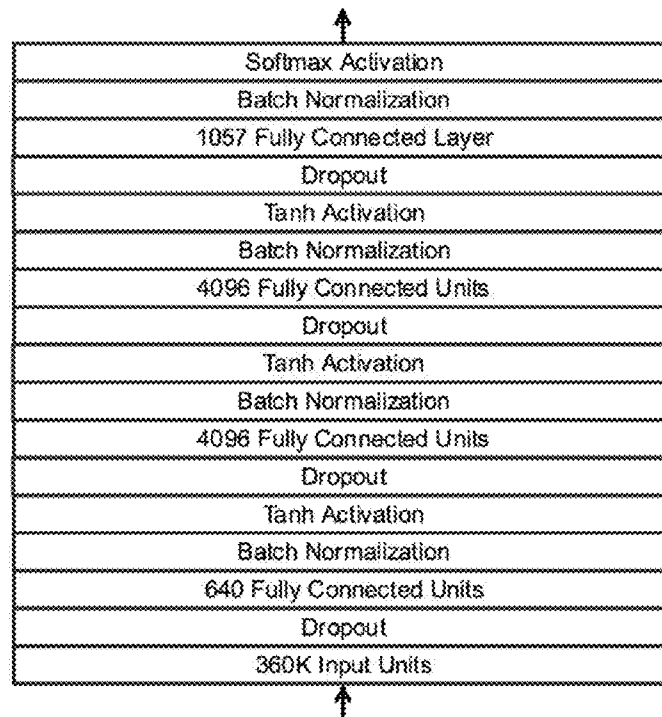 Softmax Activation
Batch Normalization
1057 Fully Connected Layer
Dropout
Tanh Activation
Batch Normalization
4096 Fully Connected Units
Dropout
Tanh Activation
Batch Normalization
4096 Fully Connected Units
Dropout
Tanh Activation
Batch Normalization
640 Fully Connected Units
Dropout
360K Input Units